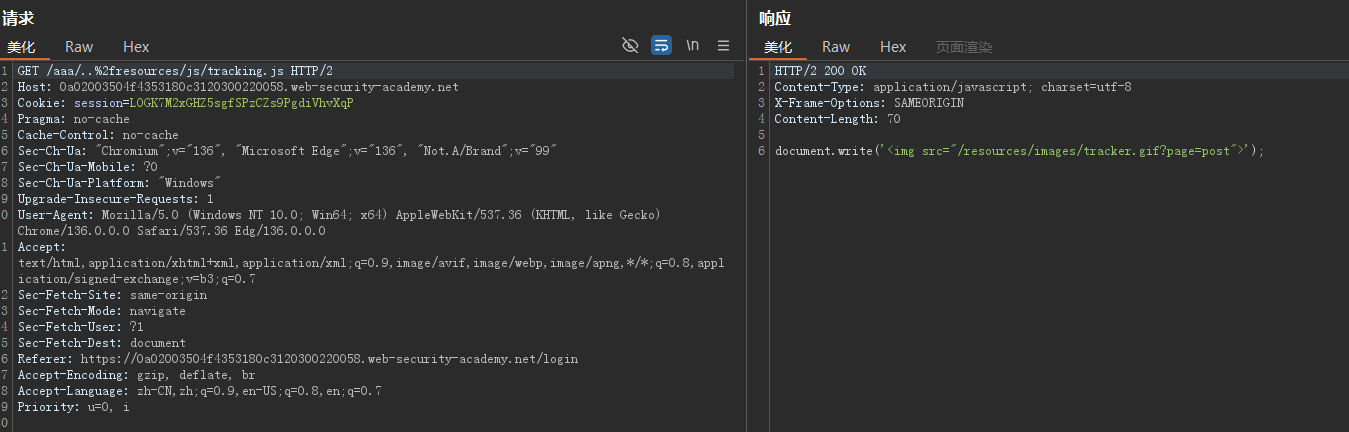 请求
美化 Raw Hex
\n
1 GET /aaa/..%2fresources/js/tracking.js HTTP/2
2 Host: 0a02003504f4353180c3120300220058.web-security-academy.net
3 Cookie: session=LOGK7M2xGHZ5sgfSPzCZs9PgdiVhvXqP
4 Pragma: no-cache
5 Cache-Control: no-cache
6 Sec-Ch-Ua: "Chromium";v="136", "Microsoft Edge";v="136", "Not.A/Brand";v="99"
7 Sec-Ch-Ua-Mobile: ?0
8 Sec-Ch-Ua-Platform: "Windows"
9 Upgrade-Insecure-Requests: 1
0 User-Agent: Mozilla/5.0 (Windows NT 10.0; Win64; x64) AppleWebKit/537.36 (KHTML, like Gecko)
Chrome/136.0.0.0 Safari/537.36 Edg/136.0.0.0
1 Accept:
text/html,application/xhtml+xml,application/xml;q=0.9,image/avif,image/webp,image/apng,*/*;q=0.8,appl
ication/signed-exchange;v=b3;q=0.7
2 Sec-Fetch-Site: same-origin
3 Sec-Fetch-Mode: navigate
4 Sec-Fetch-User: ?1
5 Sec-Fetch-Dest: document
6 Referer: https://0a02003504f4353180c3120300220058.web-security-academy.net/login
7 Accept-Encoding: gzip, deflate, br
8 Accept-Language: zh-CN,zh;q=0.9,en-US;q=0.8,en;q=0.7
9 Priority: u=0, i
0
响应
美化 Raw Hex 页面渲染
1 HTTP/2 200 OK
2 Content-Type: application/javascript; charset=utf-8
3 X-Frame-Options: SAMEORIGIN
4 Content-Length: 70
5
6 document.write('<img src="/resources/images/tracker.gif?page=post">');